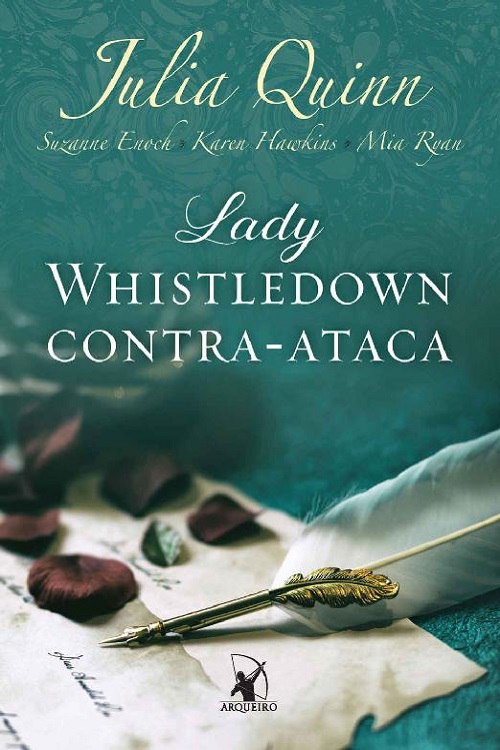 Julia Quinn
Suzanne Enoch • Karen Hawkins • Mia Ryan
Lady
WHISTLEDOWN
CONTRA-ATACA
ARQUEIRO